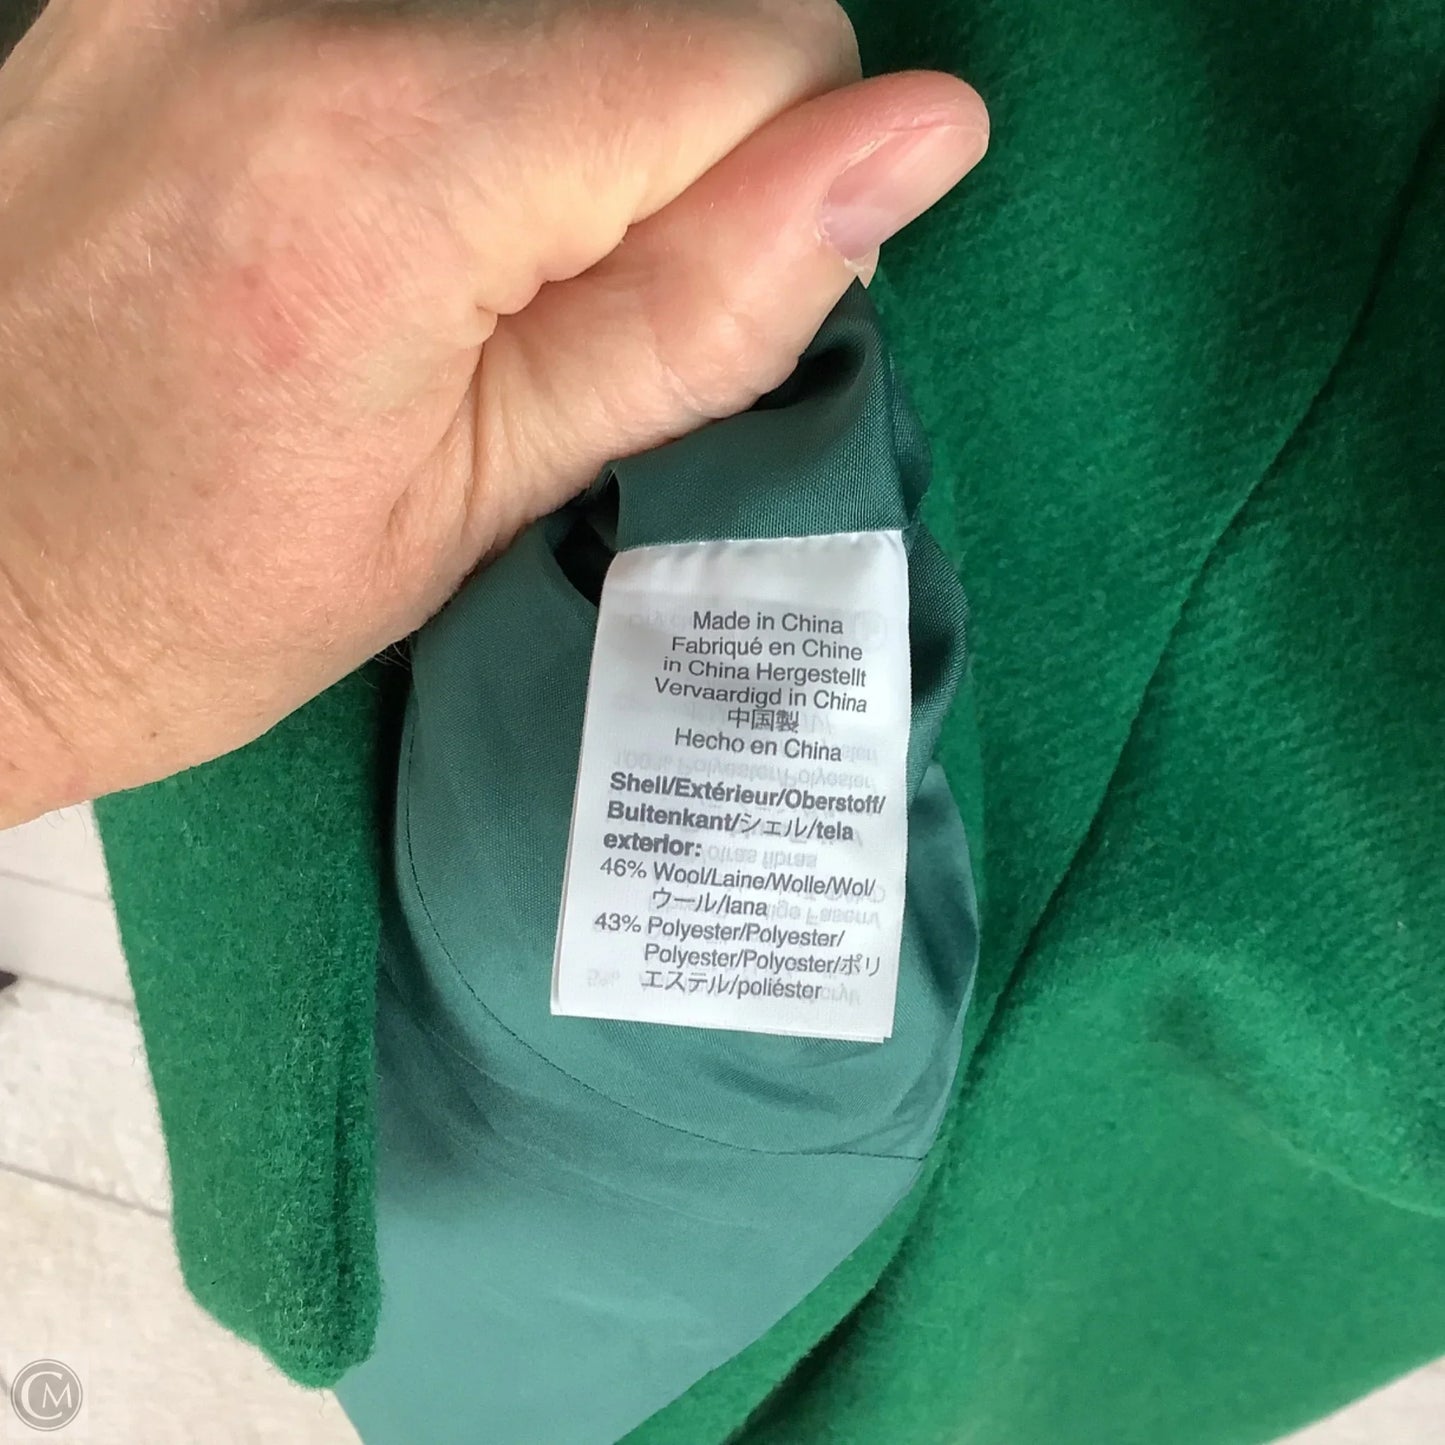 Made in China
Fabriqué en Chine
in China Hergestellt
Vervaardigd in China
中国製
Hecho en China
Shell/Extérieur/Oberstoff/
Buitenkant/シェル/tela
exterior:
46% Wool/Laine/Wolle/Wol/
ウール/lana
43% Polyester/Polyester/
Polyester/Polyester/ポリ
エステル/poliéster
CM